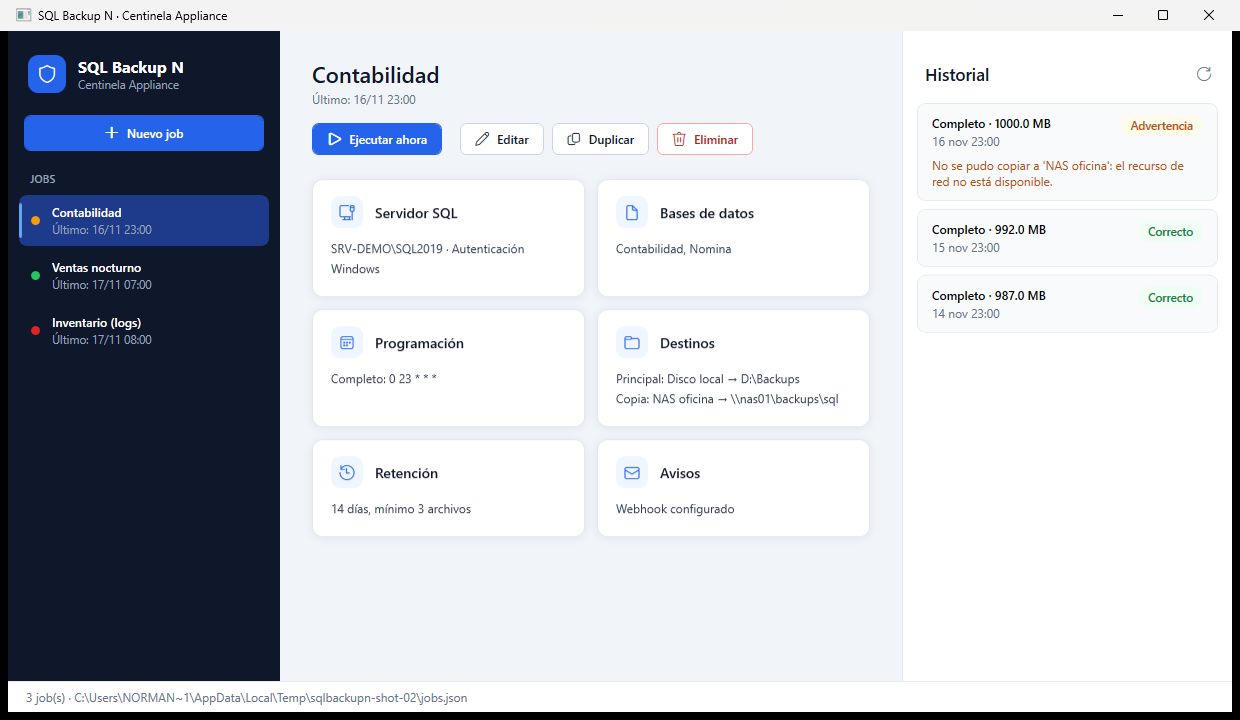 SQL Backup N · Centinela Appliance
SQL Backup N
Centinela Appliance
Nuevo job
JOBS
Contabilidad
Último: 16/11 23:00
Ventas nocturno
Último: 17/11 07:00
Inventario (logs)
Último: 17/11 08:00
Contabilidad
Último: 16/11 23:00
Ejecutar ahora
Editar
Duplicar
Eliminar
Servidor SQL
SRV-DEMO\SQL2019 · Autenticación
Windows
Bases de datos
Contabilidad, Nomina
Programación
Completo: 0 23 * * *
Destinos
Principal: Disco local → D:\Backups
Copia: NAS oficina → \\nas01\backups\sql
Retención
14 días, mínimo 3 archivos
Avisos
Webhook configurado
Historial
Completo · 1000.0 MB
Advertencia
16 nov 23:00
No se pudo copiar a 'NAS oficina': el recurso de
red no está disponible.
Completo · 992.0 MB
Correcto
15 nov 23:00
Completo · 987.0 MB
Correcto
14 nov 23:00
3 job(s) · C:\Users\NORMAN~1\AppData\Local\Temp\sqlbackupn-shot-02\jobs.json